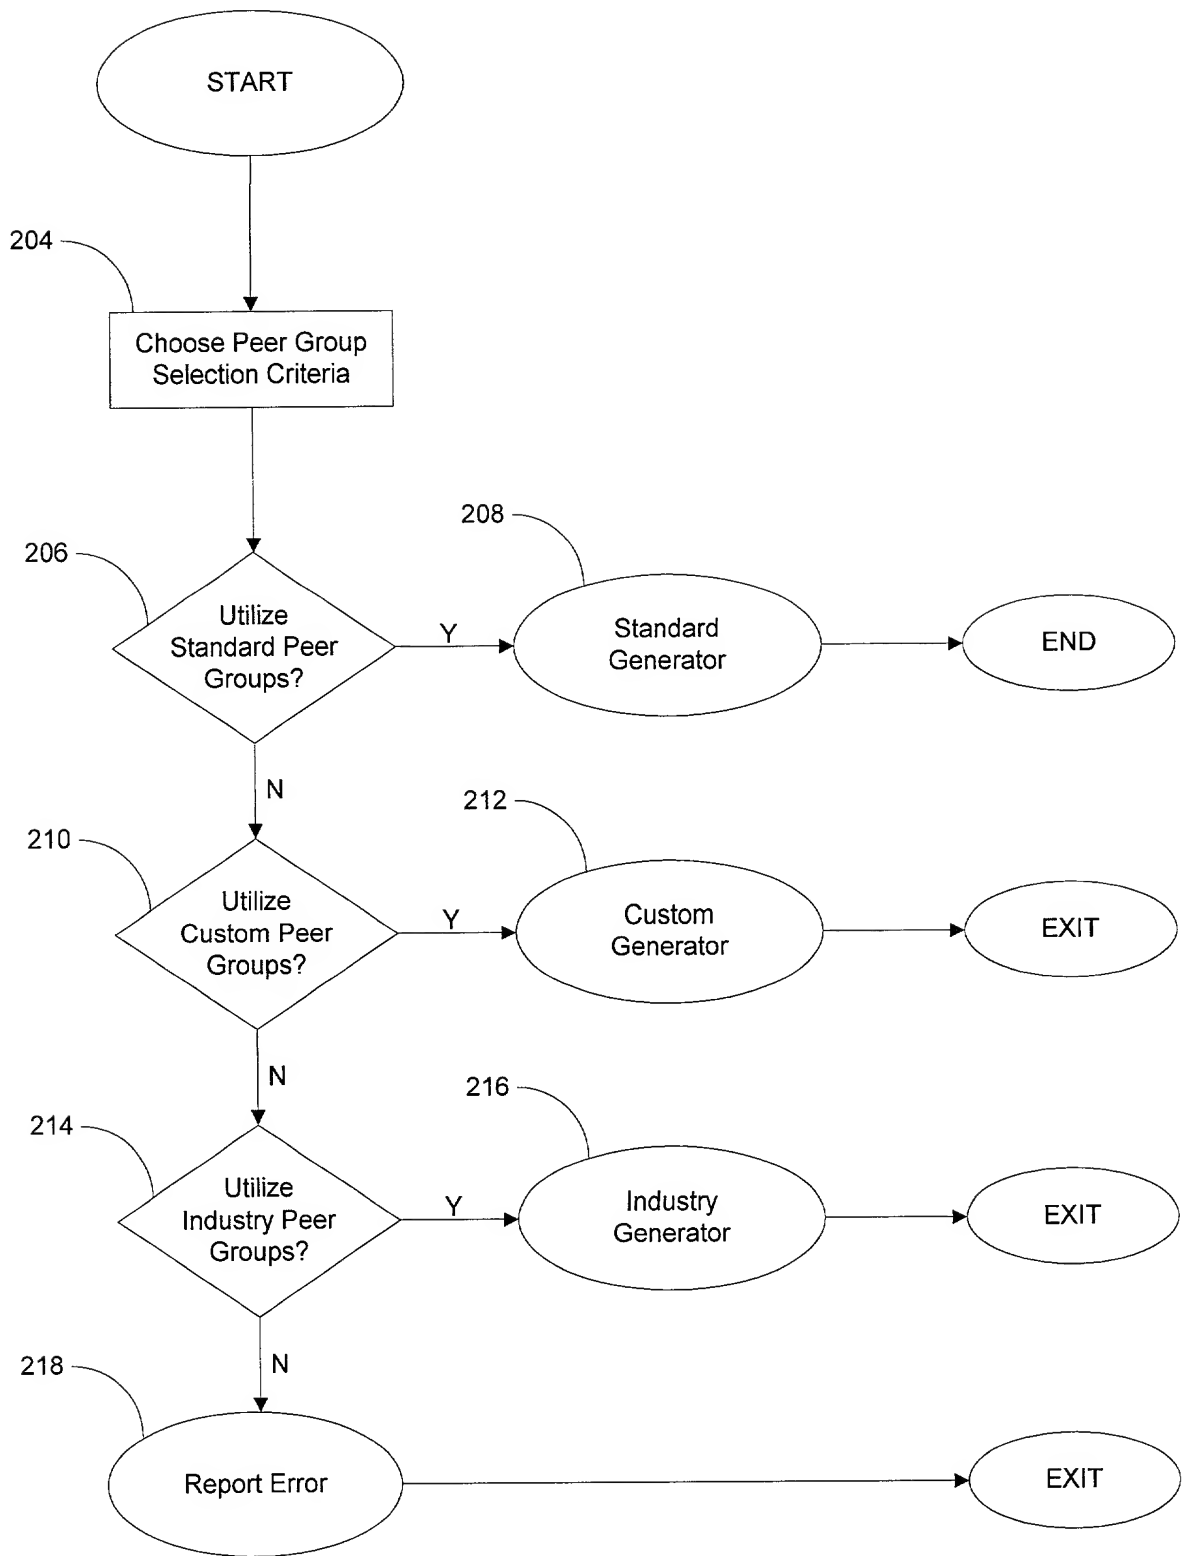 START
204
Choose Peer Group
Selection Criteria
208
206
Utilize
Standard Peer
Groups?
Y
Standard
Generator
END
N
212
210
Utilize
Custom Peer
Groups?
Y
Custom
Generator
EXIT
N
216
214
Utilize
Industry Peer
Groups?
Y
Industry
Generator
EXIT
N
218
Report Error
EXIT